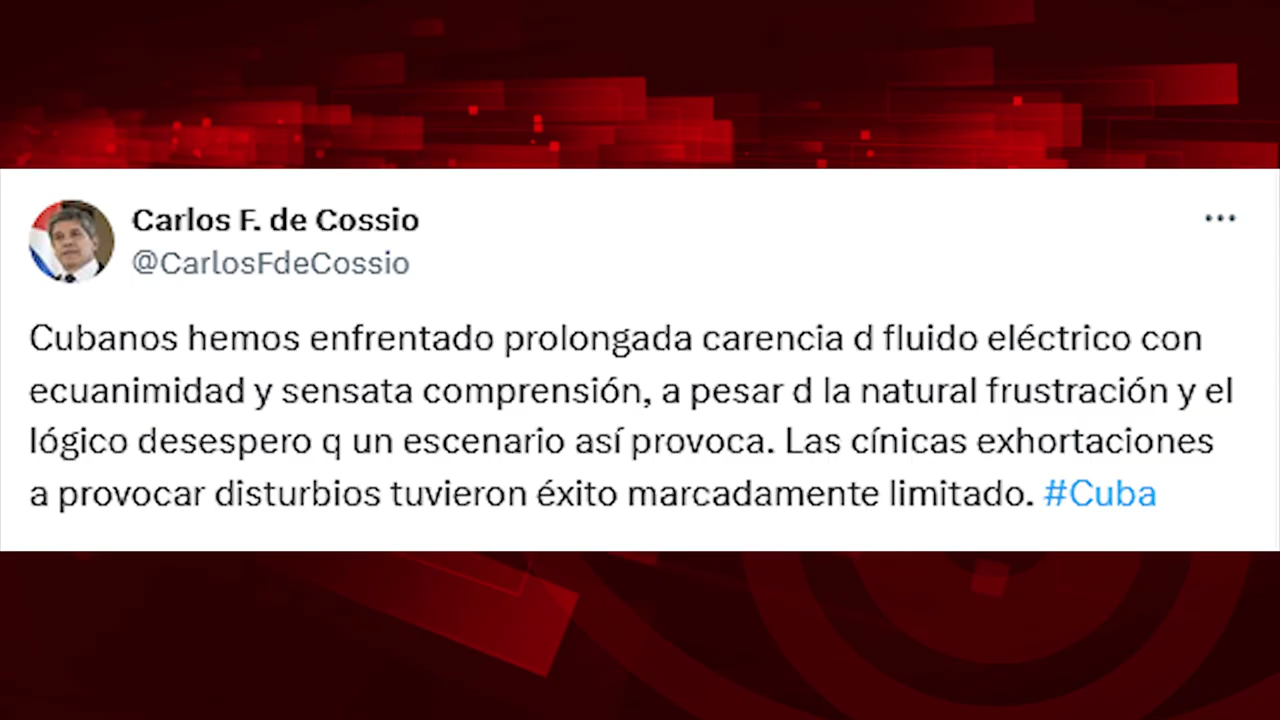 Carlos F. de Cossio
@CarlosFdeCossio
Cubanos hemos enfrentado prolongada carencia d fluido eléctrico con
ecuanimidad y sensata comprensión, a pesar d la natural frustración y el
lógico desespero q un escenario así provoca. Las cínicas exhortaciones
a provocar disturbios tuvieron éxito marcadamente limitado. #Cuba